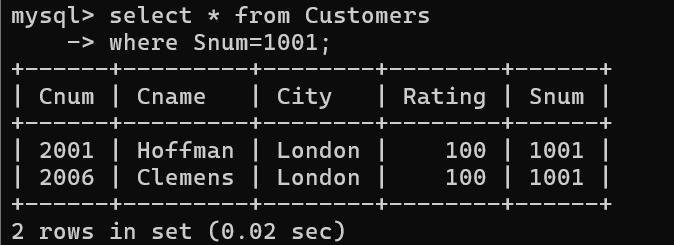 mysql> select * from Customers
    -> where Snum=1001;
+------+---------+--------+--------+------+
| Cnum | Cname   | City   | Rating | Snum |
+------+---------+--------+--------+------+
| 2001 | Hoffman | London |    100 | 1001 |
| 2006 | Clemens | London |    100 | 1001 |
+------+---------+--------+--------+------+
2 rows in set (0.02 sec)